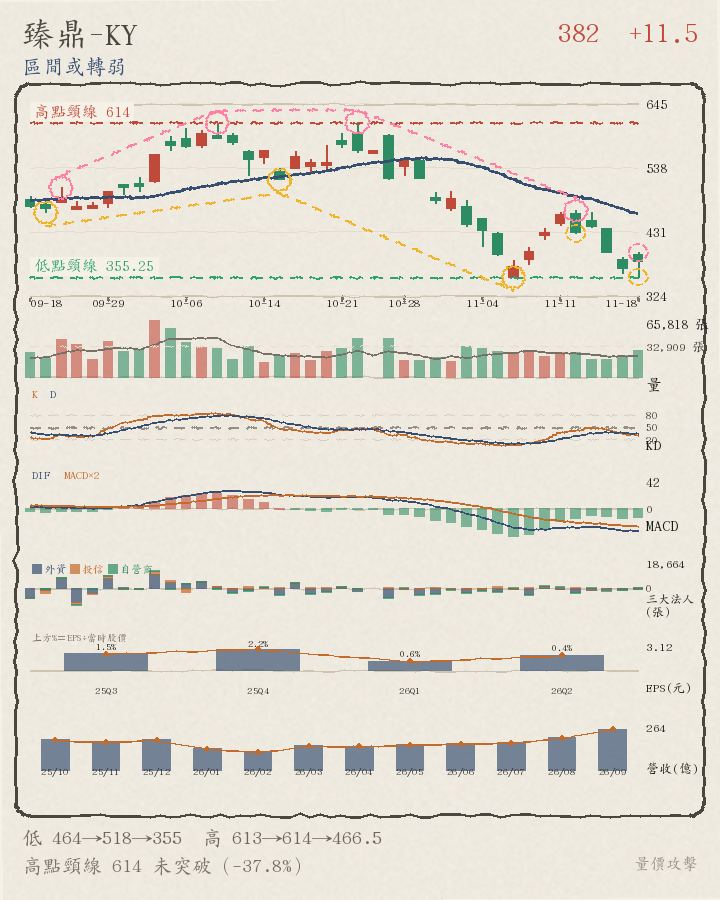 臻鼎-KY
382 +11.5
區間或轉弱
高點頸線 614
645
538
431
低點頸線 355.25
324
09-18 09-29 10-06 10-14 10-21 10-28 11-04 11-11 11-18
65,818 張
32,909 張
量
K D
80
50
20
KD
DIF MACD×2
42
0
MACD
外資 投信 自營商
18,664
0
三大法人
(張)
上方%=EPS÷當時股價
1.5% 2.2% 0.6% 0.4%
3.12
25Q3 25Q4 26Q1 26Q2
EPS(元)
264
25/10 25/11 25/12 26/01 26/02 26/03 26/04 26/05 26/06 26/07 26/08 26/09
營收(億)
低 464→518→355 高 613→614→466.5
高點頸線 614 未突破 (-37.8%)
量價攻擊